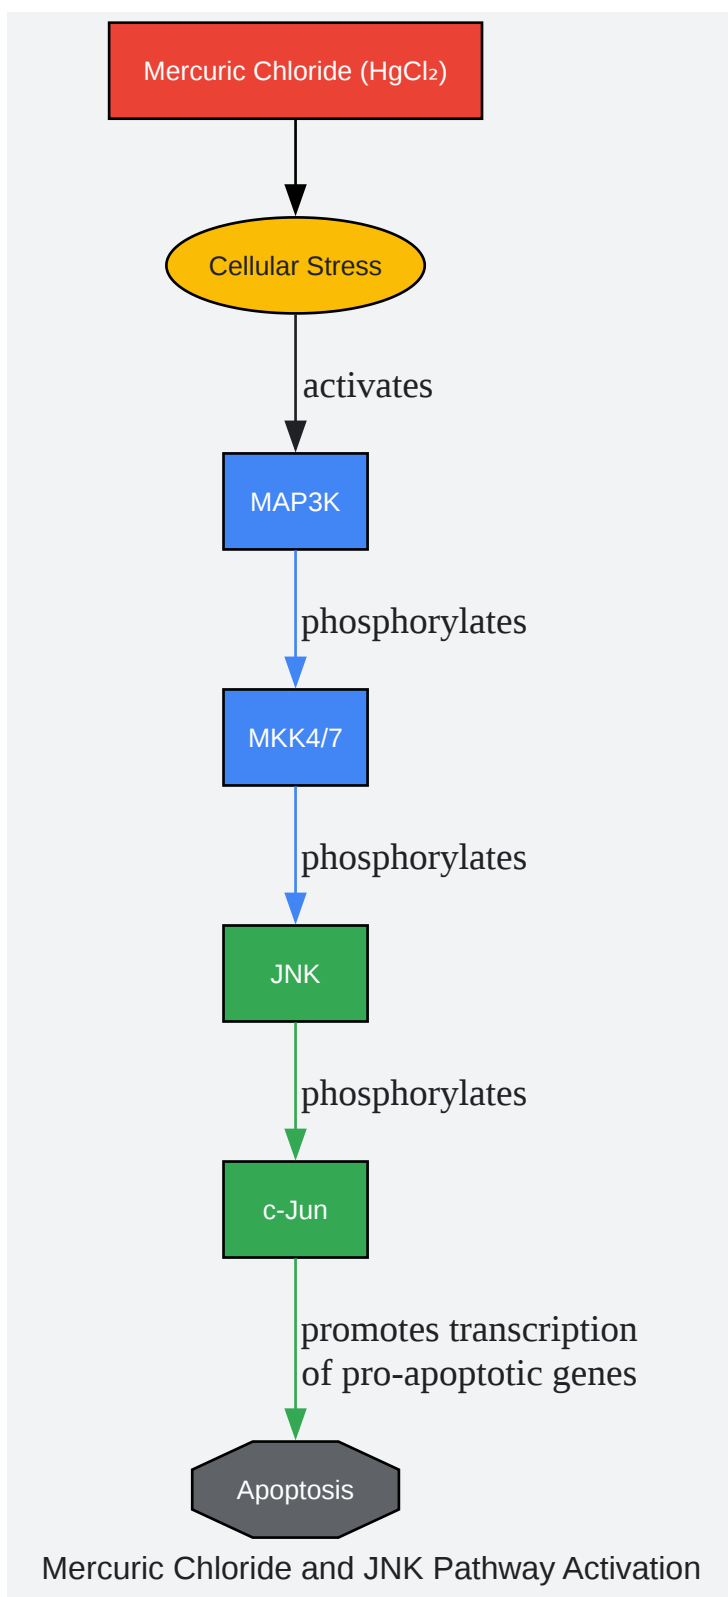 Mercuric Chloride (HgCl₂)
Cellular Stress
activates
MAP3K
phosphorylates
MKK4/7
phosphorylates
JNK
phosphorylates
c-Jun
promotes transcription
of pro-apoptotic genes
Apoptosis
Mercuric Chloride and JNK Pathway Activation